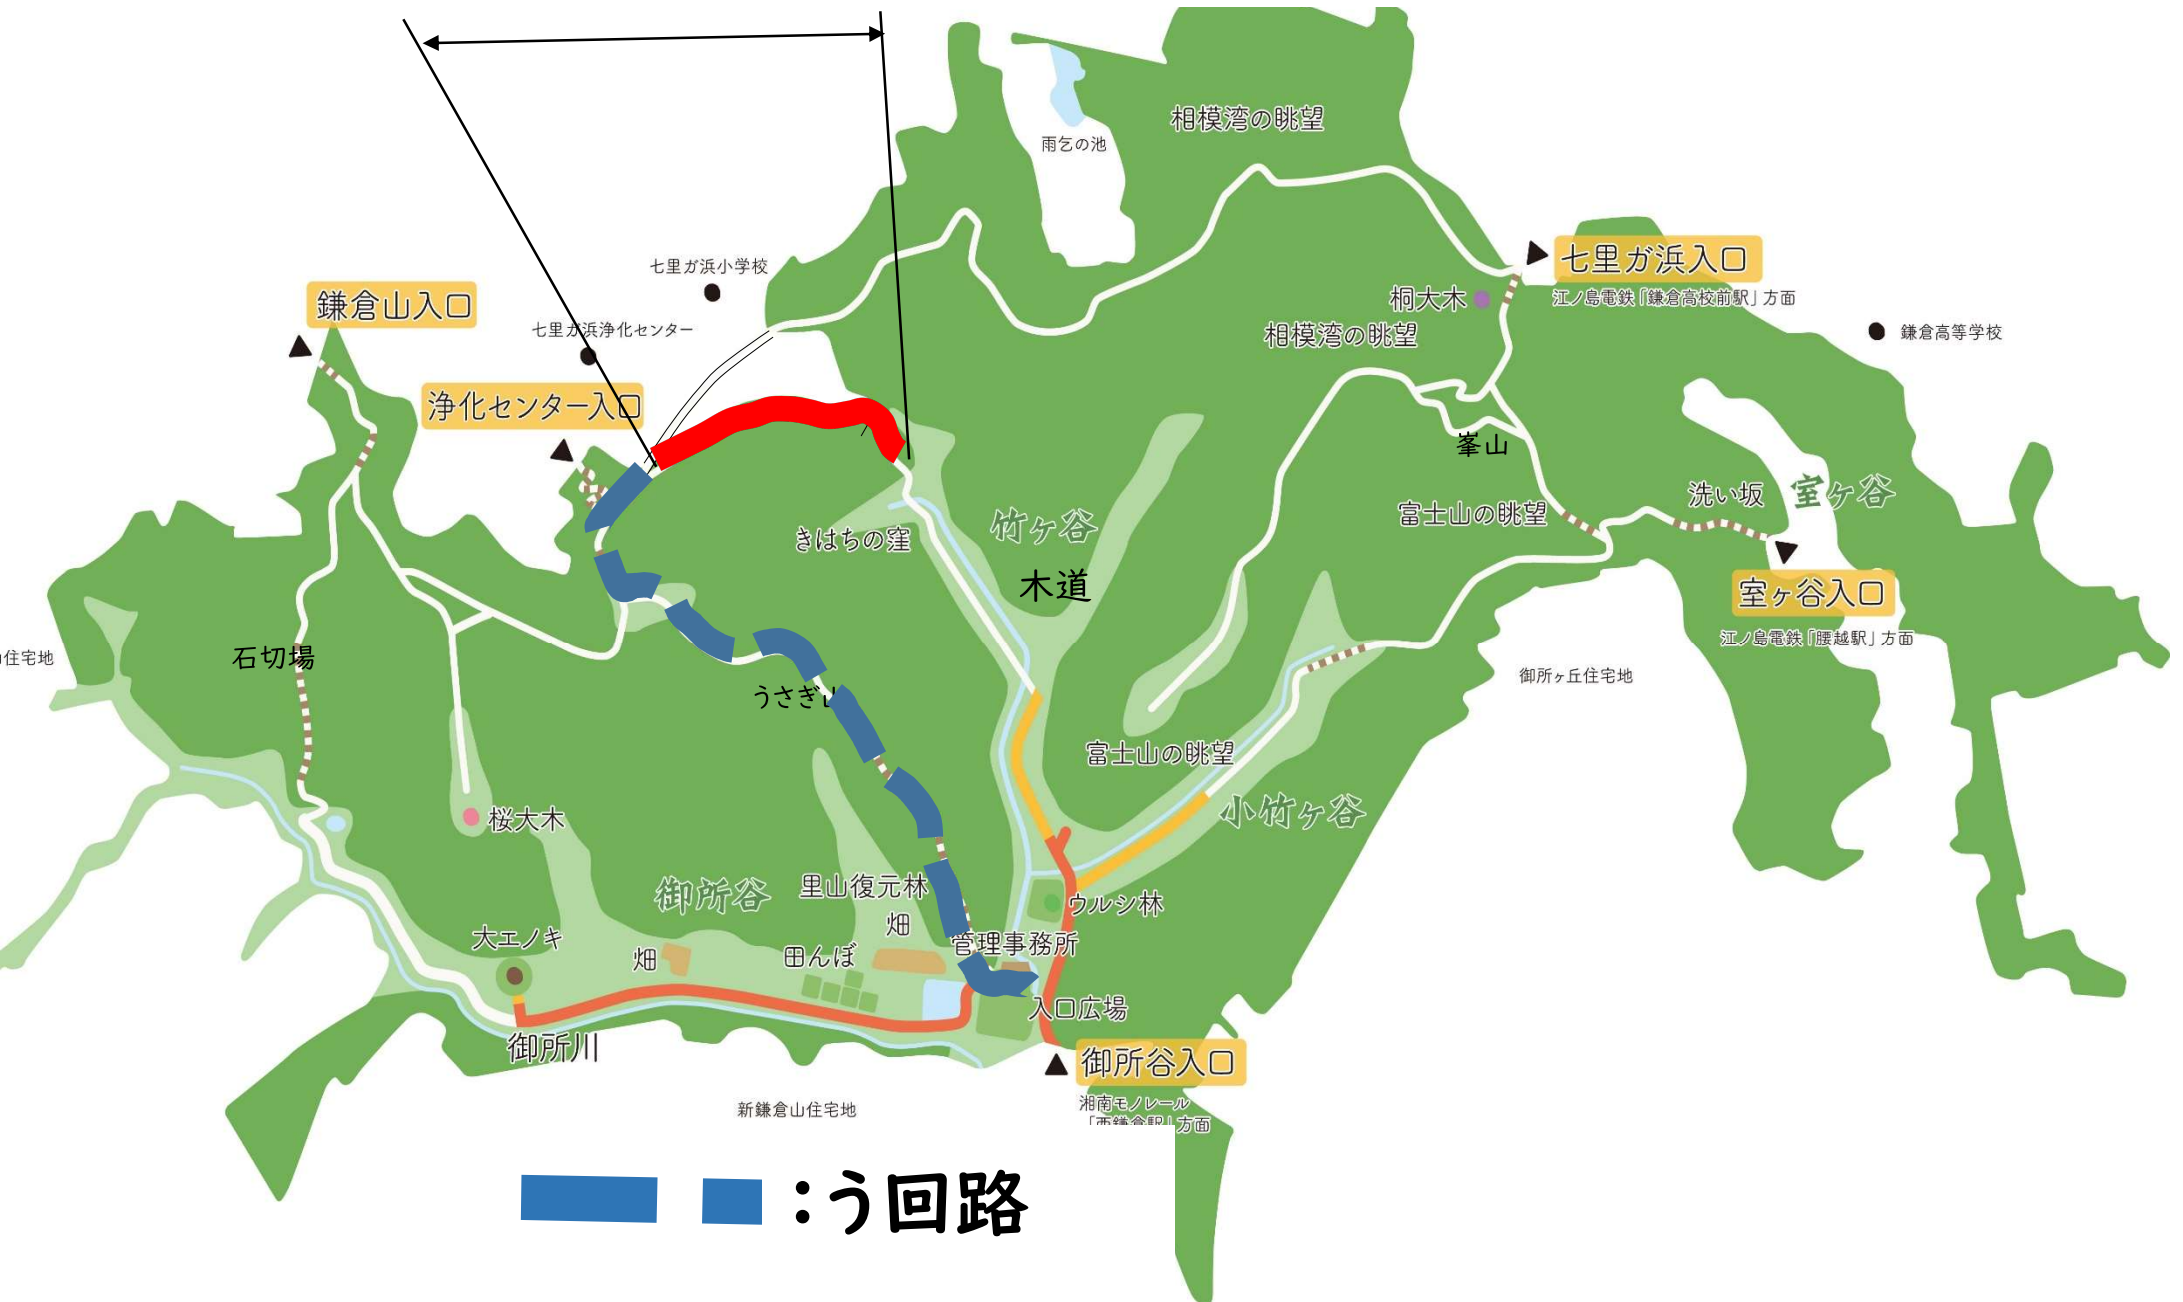 相模湾の眺望
雨乞の池
七里ガ浜入口
江ノ島電鉄「鎌倉高校前駅」方面
七里ガ浜小学校
鎌倉山入口
七里ガ浜浄化センター
桐大木
相模湾の眺望
鎌倉高等学校
浄化センター入口
峯山
洗い坂
室ヶ谷
富士山の眺望
竹ヶ谷
きはちの窪
木道
室ヶ谷入口
江ノ島電鉄「腰越駅」方面
住宅地
石切場
御所ヶ丘住宅地
うさぎ山
富士山の眺望
小竹ヶ谷
桜大木
御所谷
里山復元林
ウルシ林
畑
大エノキ
管理事務所
畑
田んぼ
入口広場
御所川
御所谷入口
新鎌倉山住宅地
湘南モノレール
「西鎌倉駅」方面
:う回路